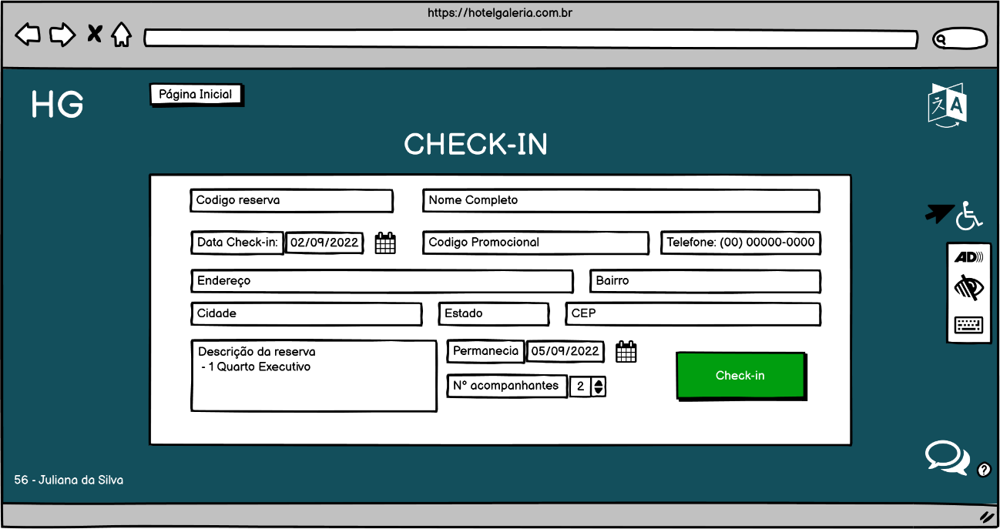 https://hotelgaleria.com.br
HG
Página Inicial
A
CHECK-IN
Codigo reserva
Nome Completo
Data Check-in: 02/09/2022
Codigo Promocional
Telefone: (00) 00000-0000
AD
Endereço
Bairro
Cidade
Estado
CEP
Descrição da reserva
- 1 Quarto Executivo
Permanecia 05/09/2022
N° acompanhantes 2
Check-in
56 - Juliana da Silva
?